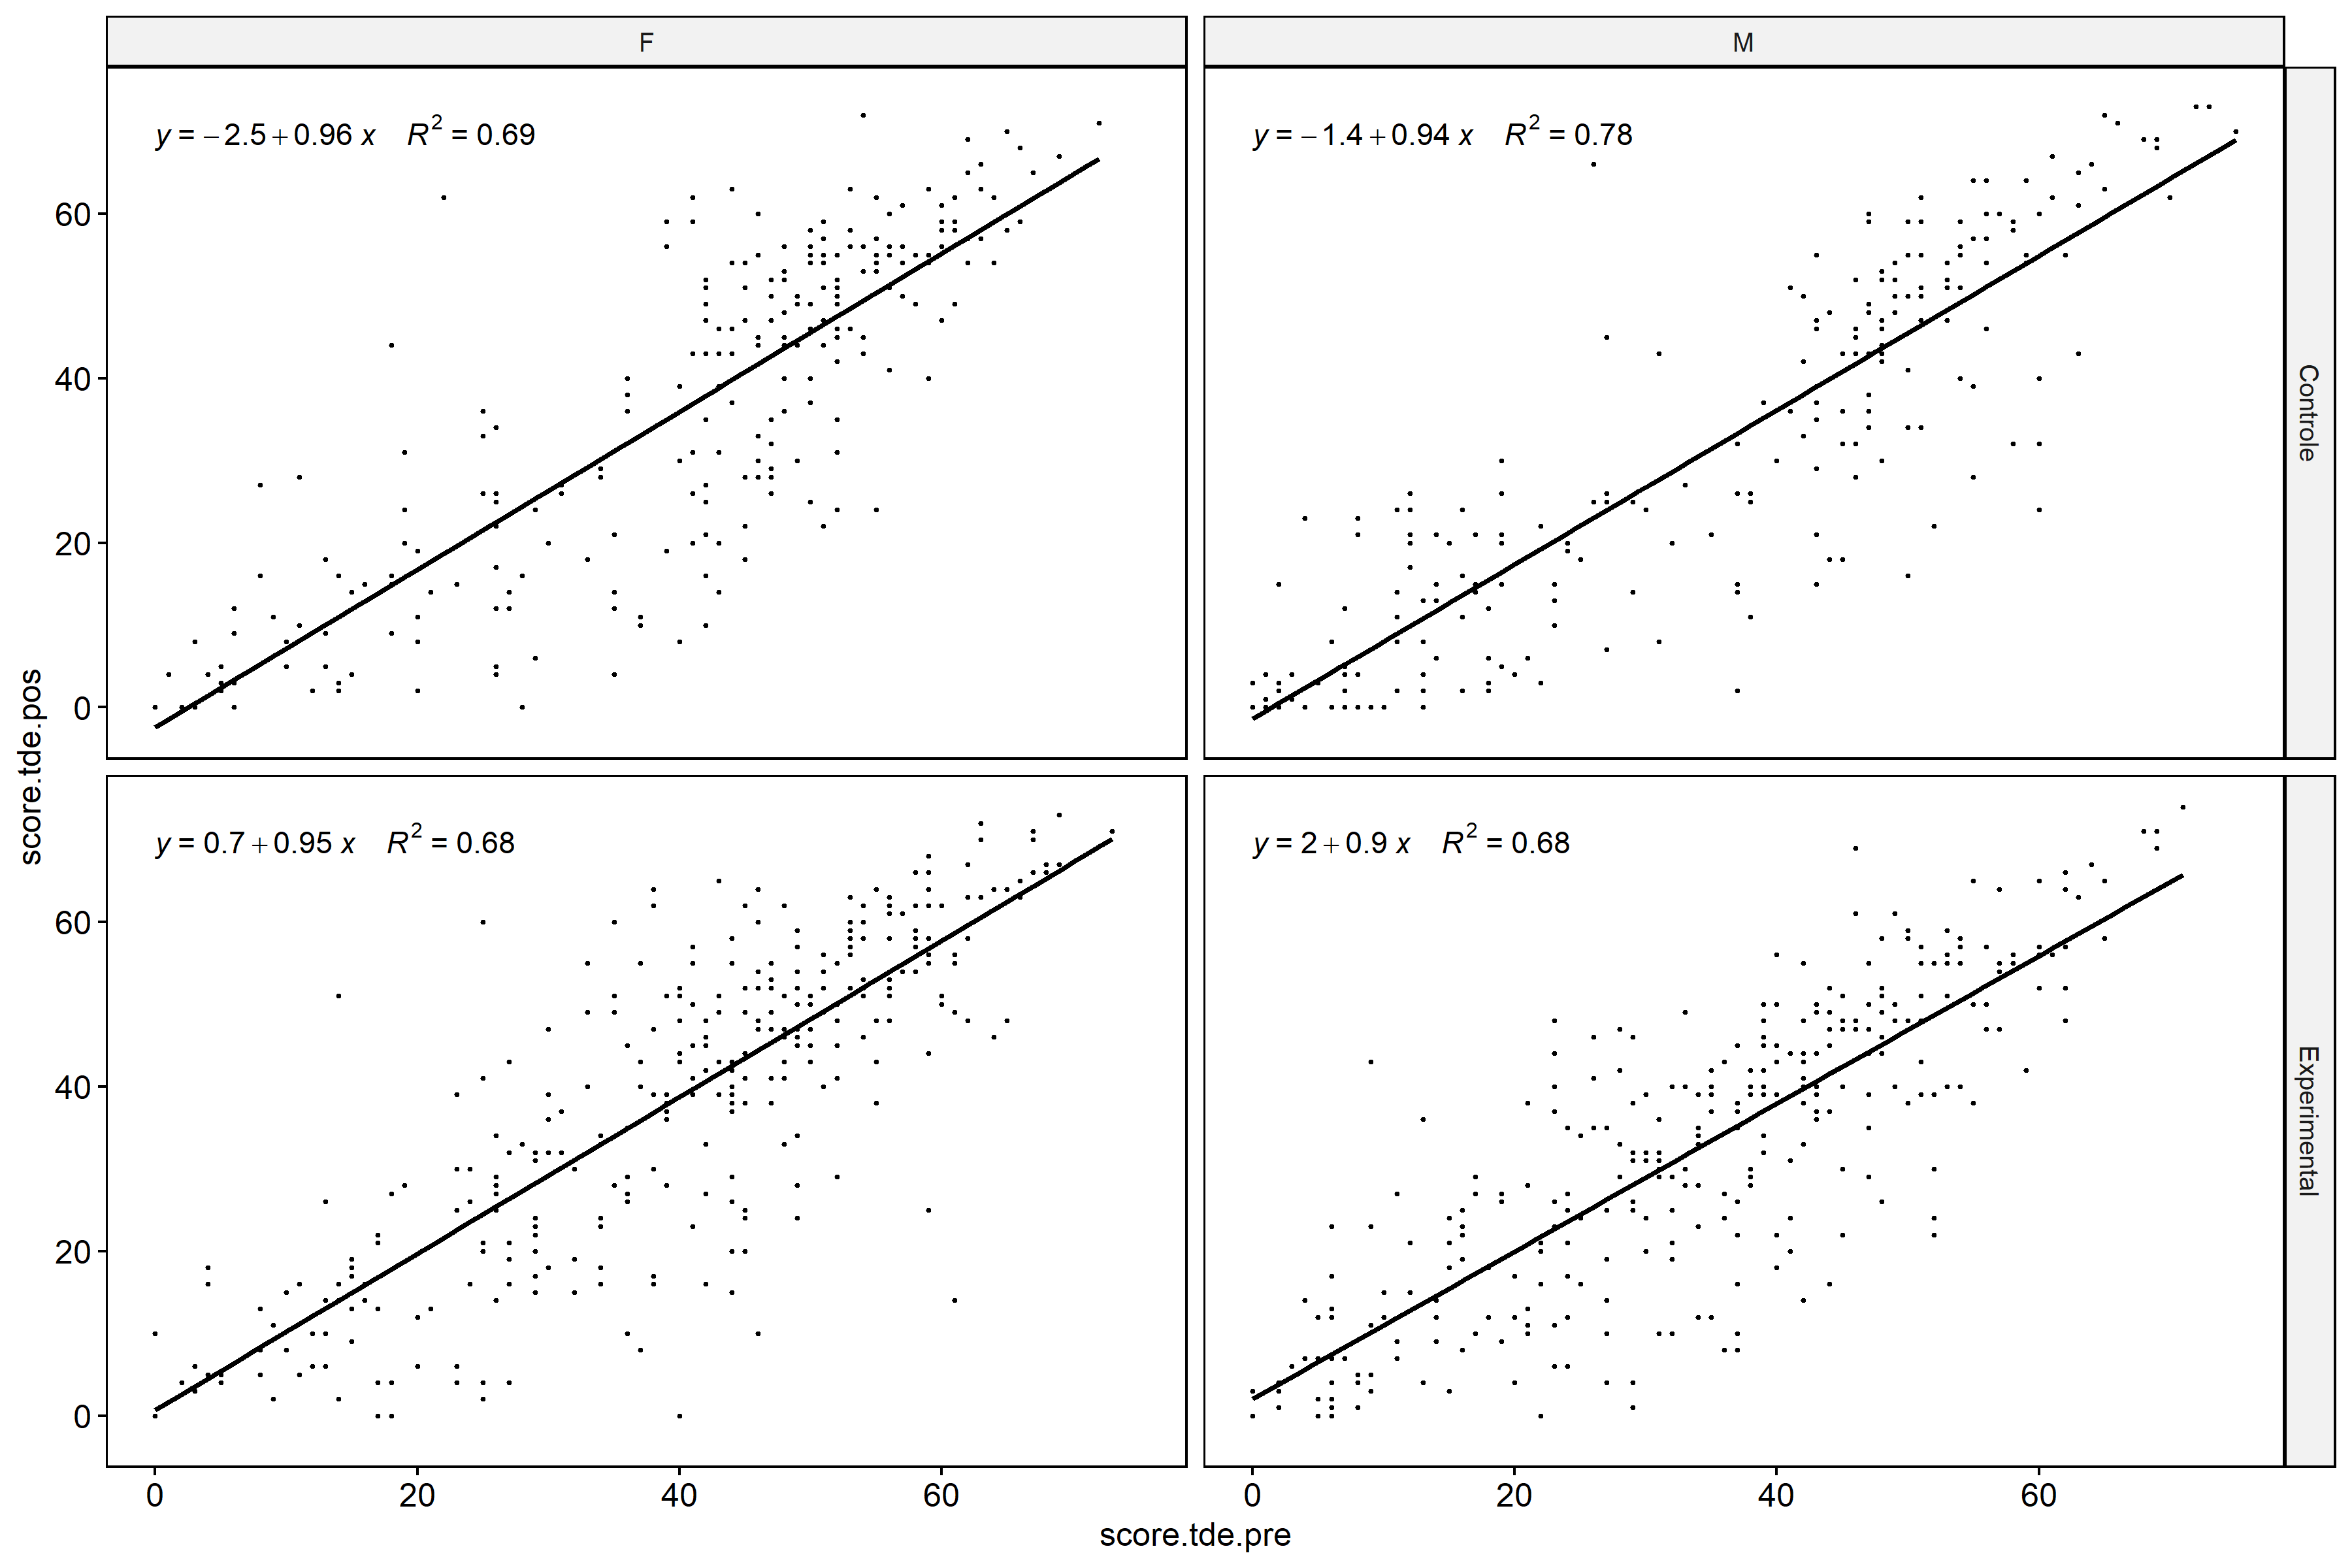 F
M
y = −2.5 + 0.96 x R² = 0.69
y = −1.4 + 0.94 x R² = 0.78
60
40
20
0
Controle
score.tde.pos
y = 0.7 + 0.95 x R² = 0.68
y = 2 + 0.9 x R² = 0.68
60
40
20
0
Experimental
0 20 40 60
0 20 40 60
score.tde.pre